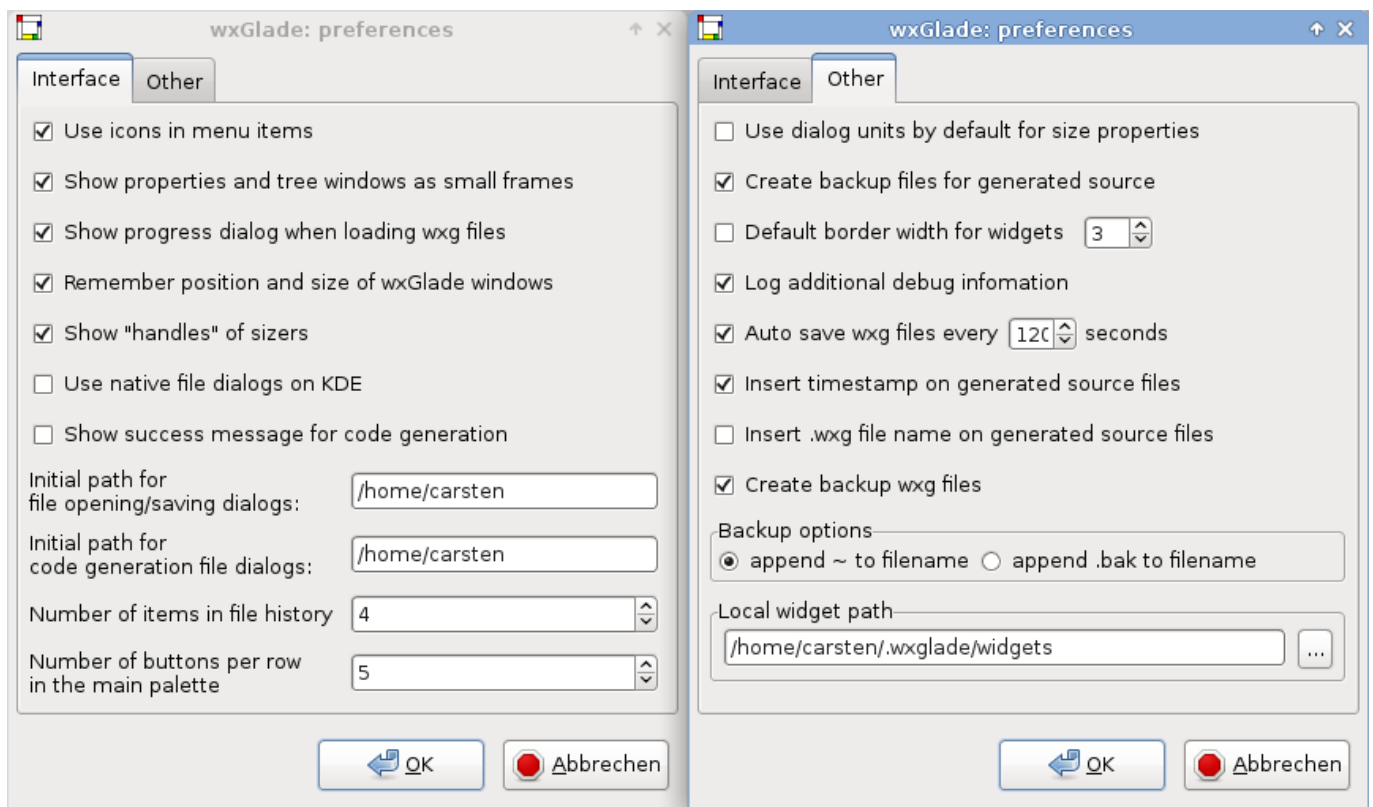 wxGlade: preferences
Interface Other
Use icons in menu items
Show properties and tree windows as small frames
Show progress dialog when loading wxg files
Remember position and size of wxGlade windows
Show "handles" of sizers
Use native file dialogs on KDE
Show success message for code generation
Initial path for
file opening/saving dialogs:
/home/carsten
Initial path for
code generation file dialogs:
/home/carsten
Number of items in file history 4
Number of buttons per row
in the main palette
5
OK Abbrechen
wxGlade: preferences
Interface Other
Use dialog units by default for size properties
Create backup files for generated source
Default border width for widgets 3
Log additional debug infomation
Auto save wxg files every 120 seconds
Insert timestamp on generated source files
Insert .wxg file name on generated source files
Create backup wxg files
Backup options
append ~ to filename append .bak to filename
Local widget path
/home/carsten/.wxglade/widgets ...
OK Abbrechen